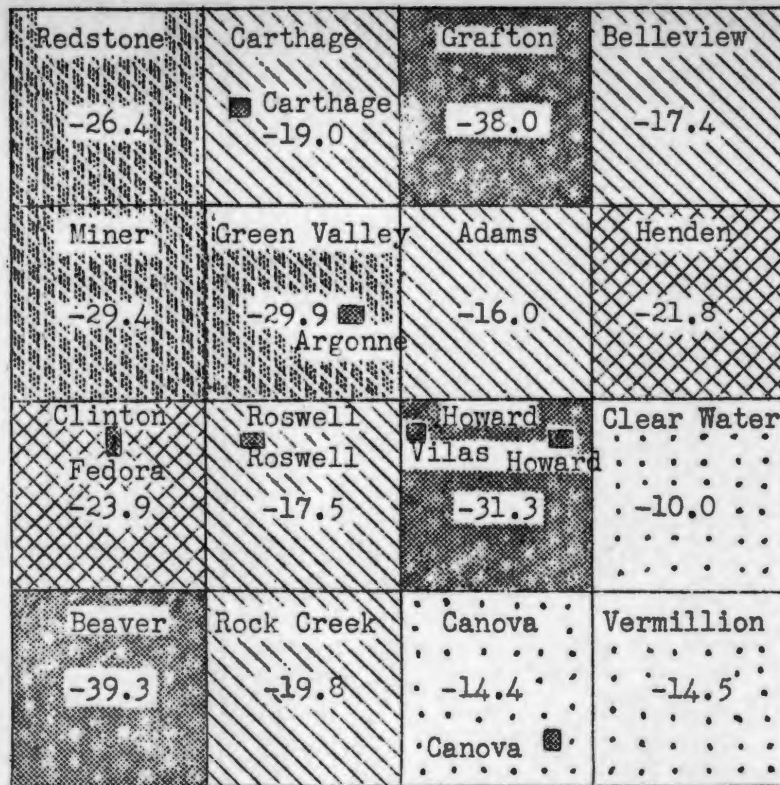 Redstone
-26.4
Carthage
Carthage
-19.0
Grafton
-38.0
Belleview
-17.4
Miner
-29.4
Green Valley
-29.9
Argonne
Adams
-16.0
Henden
-21.8
Clinton
Fedora
-23.9
Roswell
Roswell
-17.5
Howard
Vilas
Howard
-31.3
Clear Water
-10.0
Beaver
-39.3
Rock Creek
-19.8
Canova
-14.4
Canova
Vermillion
-14.5